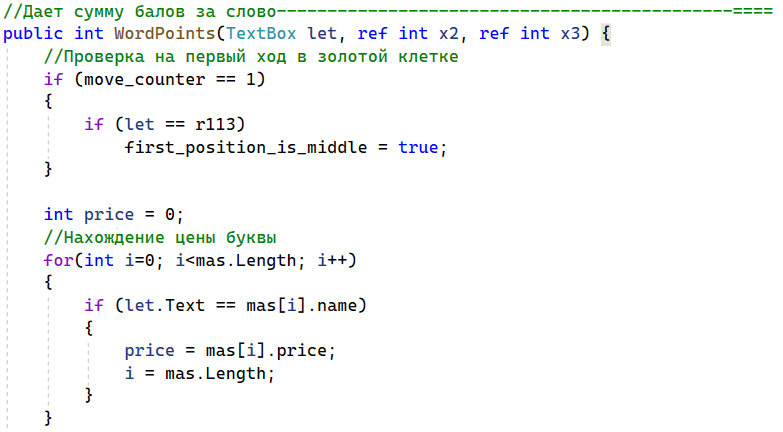 //Дает сумму балов за слово---------------------------------------------====
public int WordPoints(TextBox let, ref int x2, ref int x3) {
//Проверка на первый ход в золотой клетке
if (move_counter == 1)
{
if (let == r113)
first_position_is_middle = true;
}
int price = 0;
//Нахождение цены буквы
for(int i=0; i<mas.Length; i++)
{
if (let.Text == mas[i].name)
{
price = mas[i].price;
i = mas.Length;
}
}